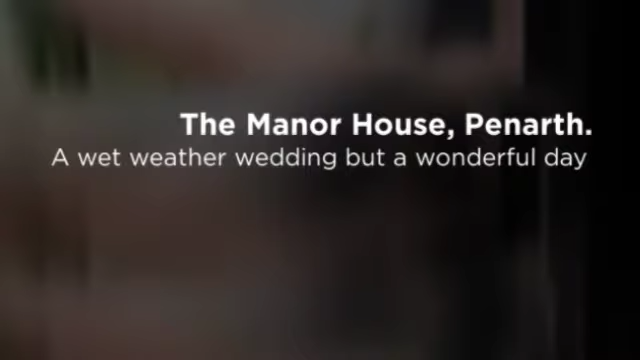 The Manor House, Penarth.
A wet weather wedding but a wonderful day